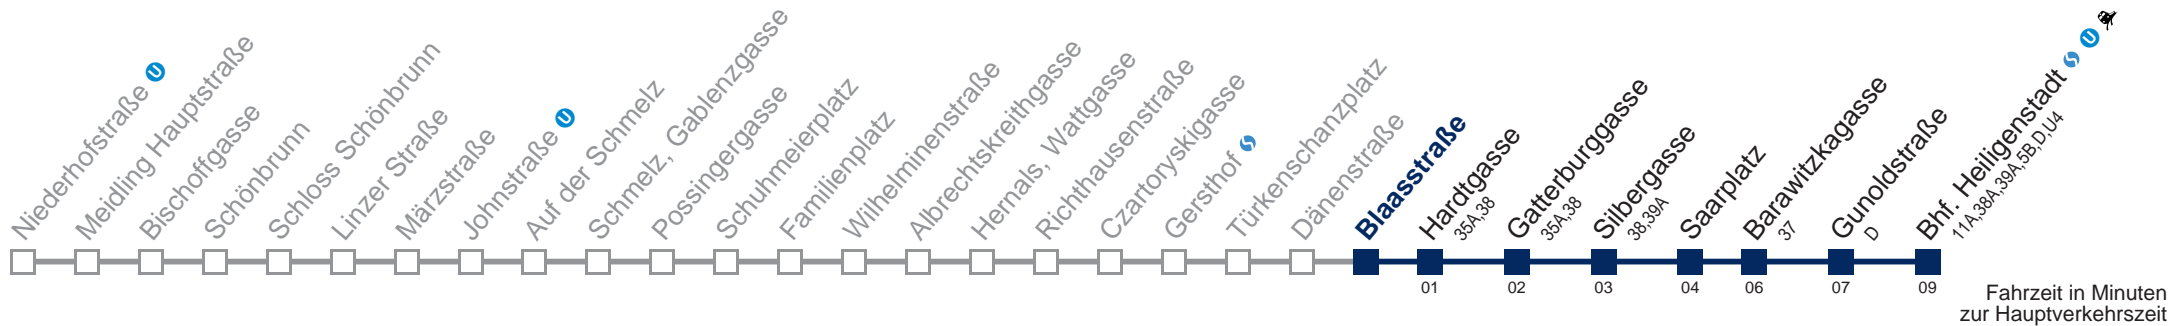 Niederhofstraße U
Meidling Hauptstraße
Bischoffgasse
Schönbrunn
Schloss Schönbrunn
Linzer Straße
Märzstraße
Johnstraße U
Auf der Schmelz
Schmelz, Gablenzgasse
Possingergasse
Schuhmeierplatz
Familienplatz
Wilhelminenstraße
Albrechtskreithgasse
Hernals, Wattgasse
Richthausenstraße
Czartoryskigasse
Gersthof S
Türkenschanzplatz
Dänenstraße
Blaasstraße
Hardtgasse
35A,38
Gatterburggasse
35A,38
Silbergasse
38,39A
Saarplatz
Barawitzkagasse
37
Gunoldstraße
D
Bhf. Heiligenstadt S U
11A,38A,39A,5B,D,U4
01 02 03 04 06 07 09
Fahrzeit in Minuten
zur Hauptverkehrszeit